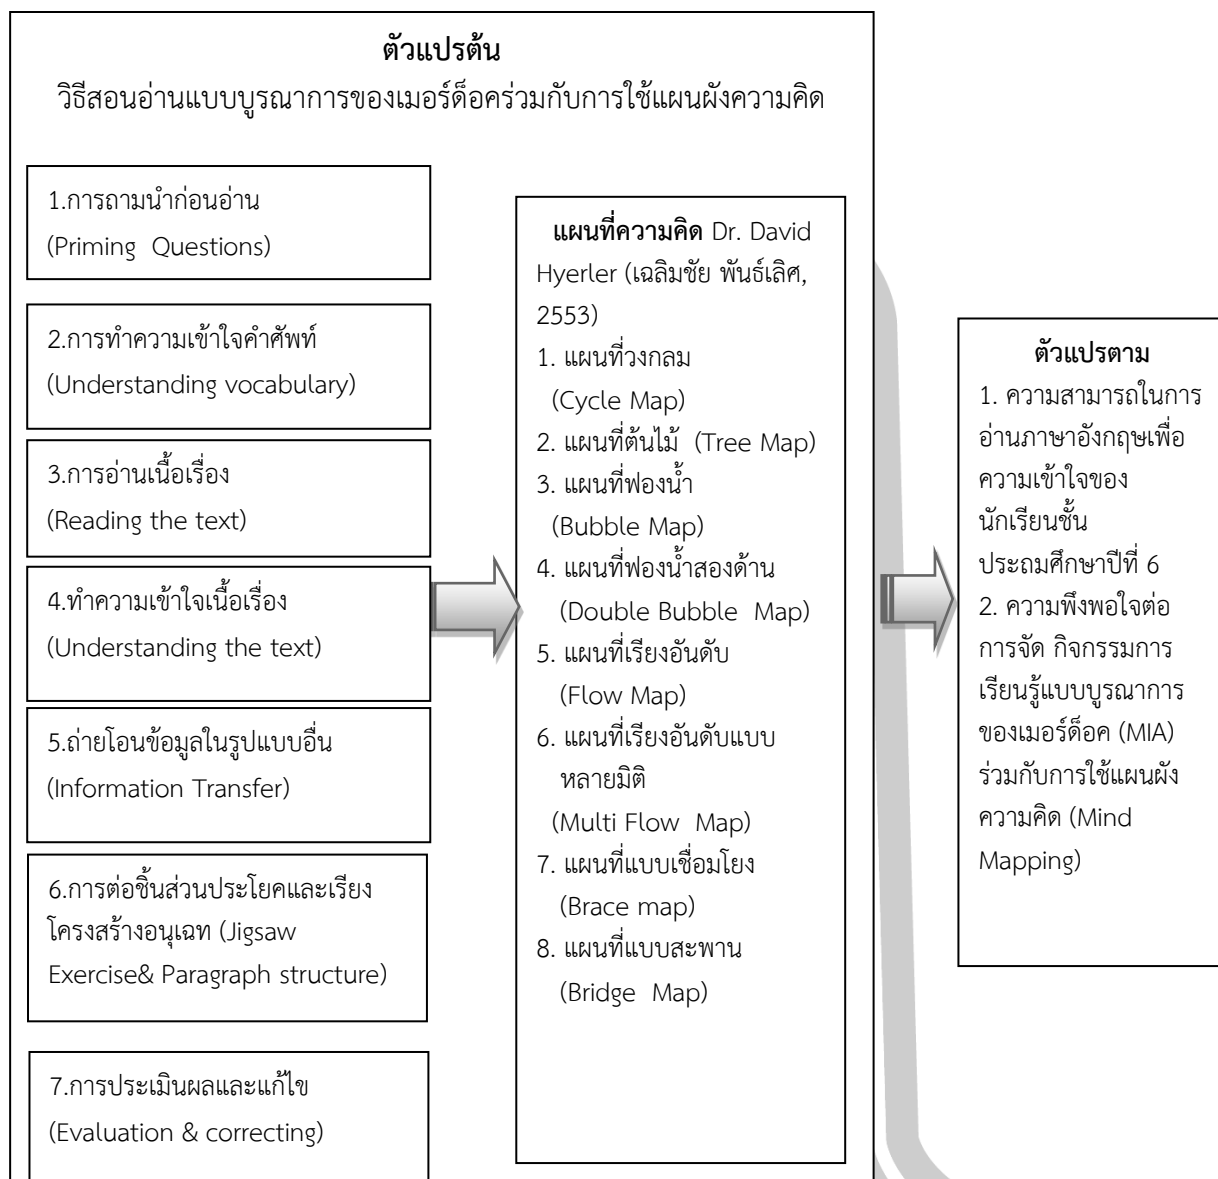 ตัวแปรต้น
วิธีสอนอ่านแบบบูรณาการของเมอร์ด็อคร่วมกับการใช้แผนผังความคิด
1.การถามนำก่อนอ่าน
(Priming Questions)
2.การทำความเข้าใจคำศัพท์
(Understanding vocabulary)
3.การอ่านเนื้อเรื่อง
(Reading the text)
4.ทำความเข้าใจเนื้อเรื่อง
(Understanding the text)
5.ถ่ายโอนข้อมูลในรูปแบบอื่น
(Information Transfer)
6.การต่อชิ้นส่วนประโยคและเรียง
โครงสร้างอนุเฉท (Jigsaw
Exercise& Paragraph structure)
7.การประเมินผลและแก้ไข
(Evaluation & correcting)
แผนที่ความคิด Dr. David
Hyerler (เฉลิมชัย พันธ์เลิศ,
2553)
1. แผนที่วงกลม
(Cycle Map)
2. แผนที่ต้นไม้ (Tree Map)
3. แผนที่ฟองน้ำ
(Bubble Map)
4. แผนที่ฟองน้ำสองด้าน
(Double Bubble Map)
5. แผนที่เรียงอันดับ
(Flow Map)
6. แผนที่เรียงอันดับแบบ
หลายมิติ
(Multi Flow Map)
7. แผนที่แบบเชื่อมโยง
(Brace map)
8. แผนที่แบบสะพาน
(Bridge Map)
ตัวแปรตาม
1. ความสามารถในการ
อ่านภาษาอังกฤษเพื่อ
ความเข้าใจของ
นักเรียนชั้น
ประถมศึกษาปีที่ 6
2. ความพึงพอใจต่อ
การจัด กิจกรรมการ
เรียนรู้แบบบูรณาการ
ของเมอร์ด็อค (MIA)
ร่วมกับการใช้แผนผัง
ความคิด (Mind
Mapping)